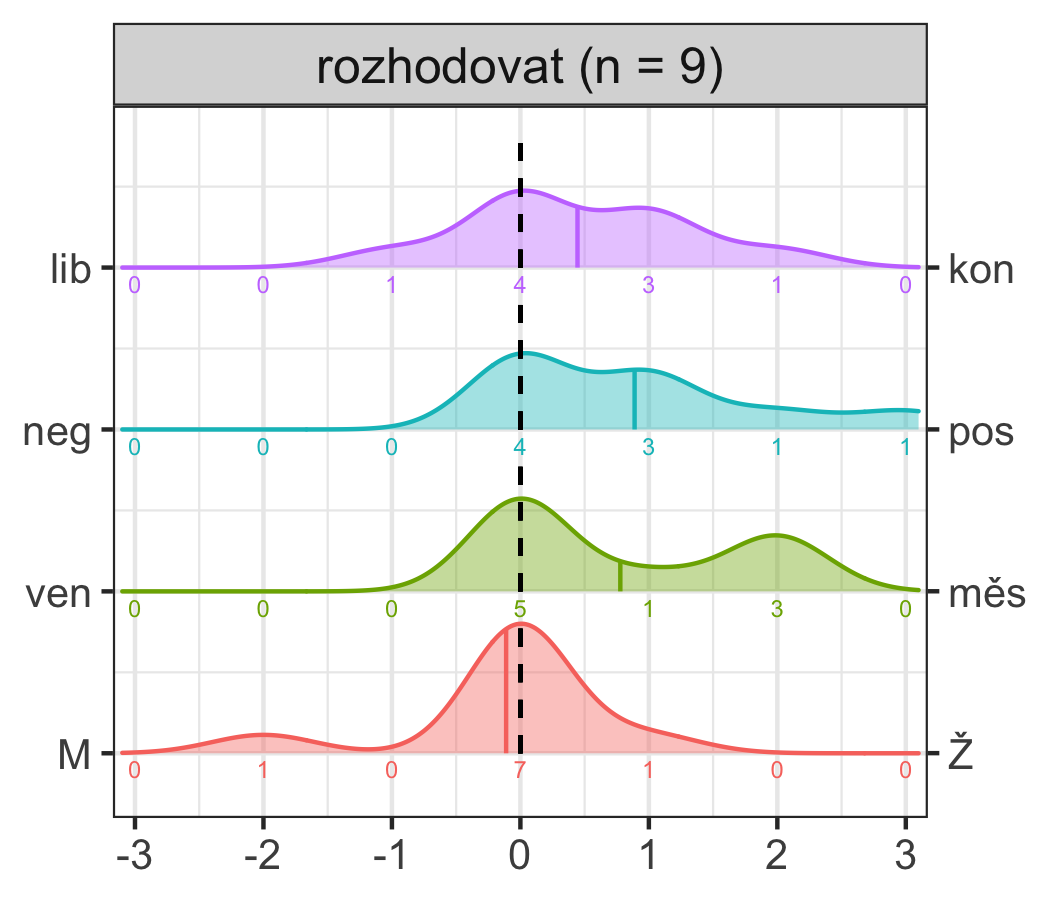 rozhodovat (n = 9)
lib kon
0 0 1 4 3 1 0
neg pos
0 0 0 4 3 1 1
ven měs
0 0 0 5 1 3 0
M Ž
0 1 0 7 1 0 0
-3 -2 -1 0 1 2 3